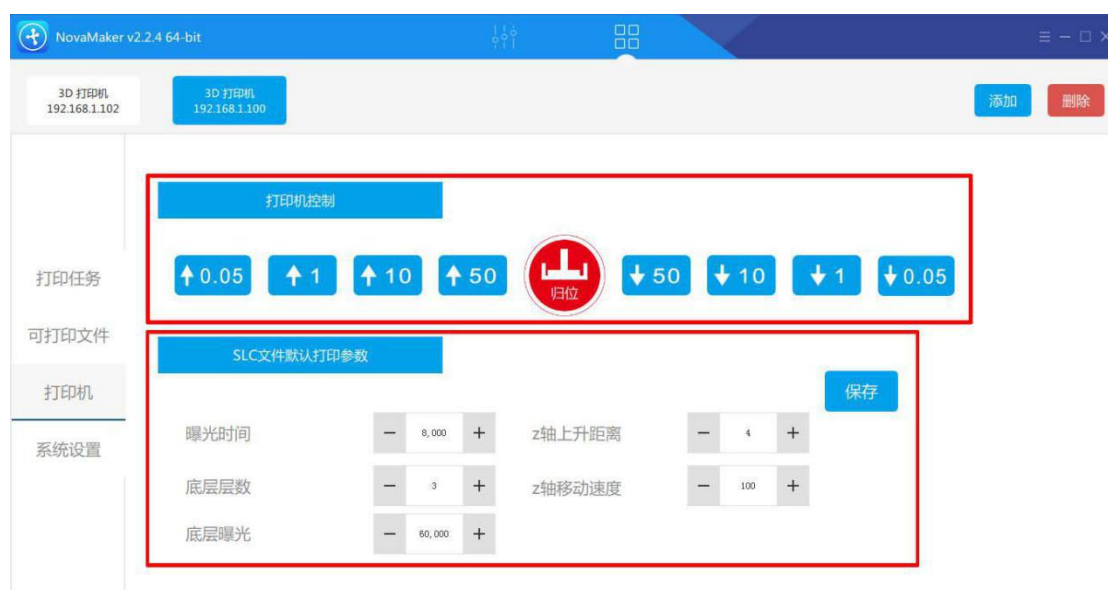 NovaMaker v2.2.4 64-bit
3D 打印机
192.168.1.102
3D 打印机
192.168.1.100
添加
删除
打印机控制
0.05
1
10
50
归位
50
10
1
0.05
打印任务
可打印文件
打印机
系统设置
SLC文件默认打印参数
保存
曝光时间
8,000
z轴上升距离
4
底层层数
3
z轴移动速度
100
底层曝光
60,000